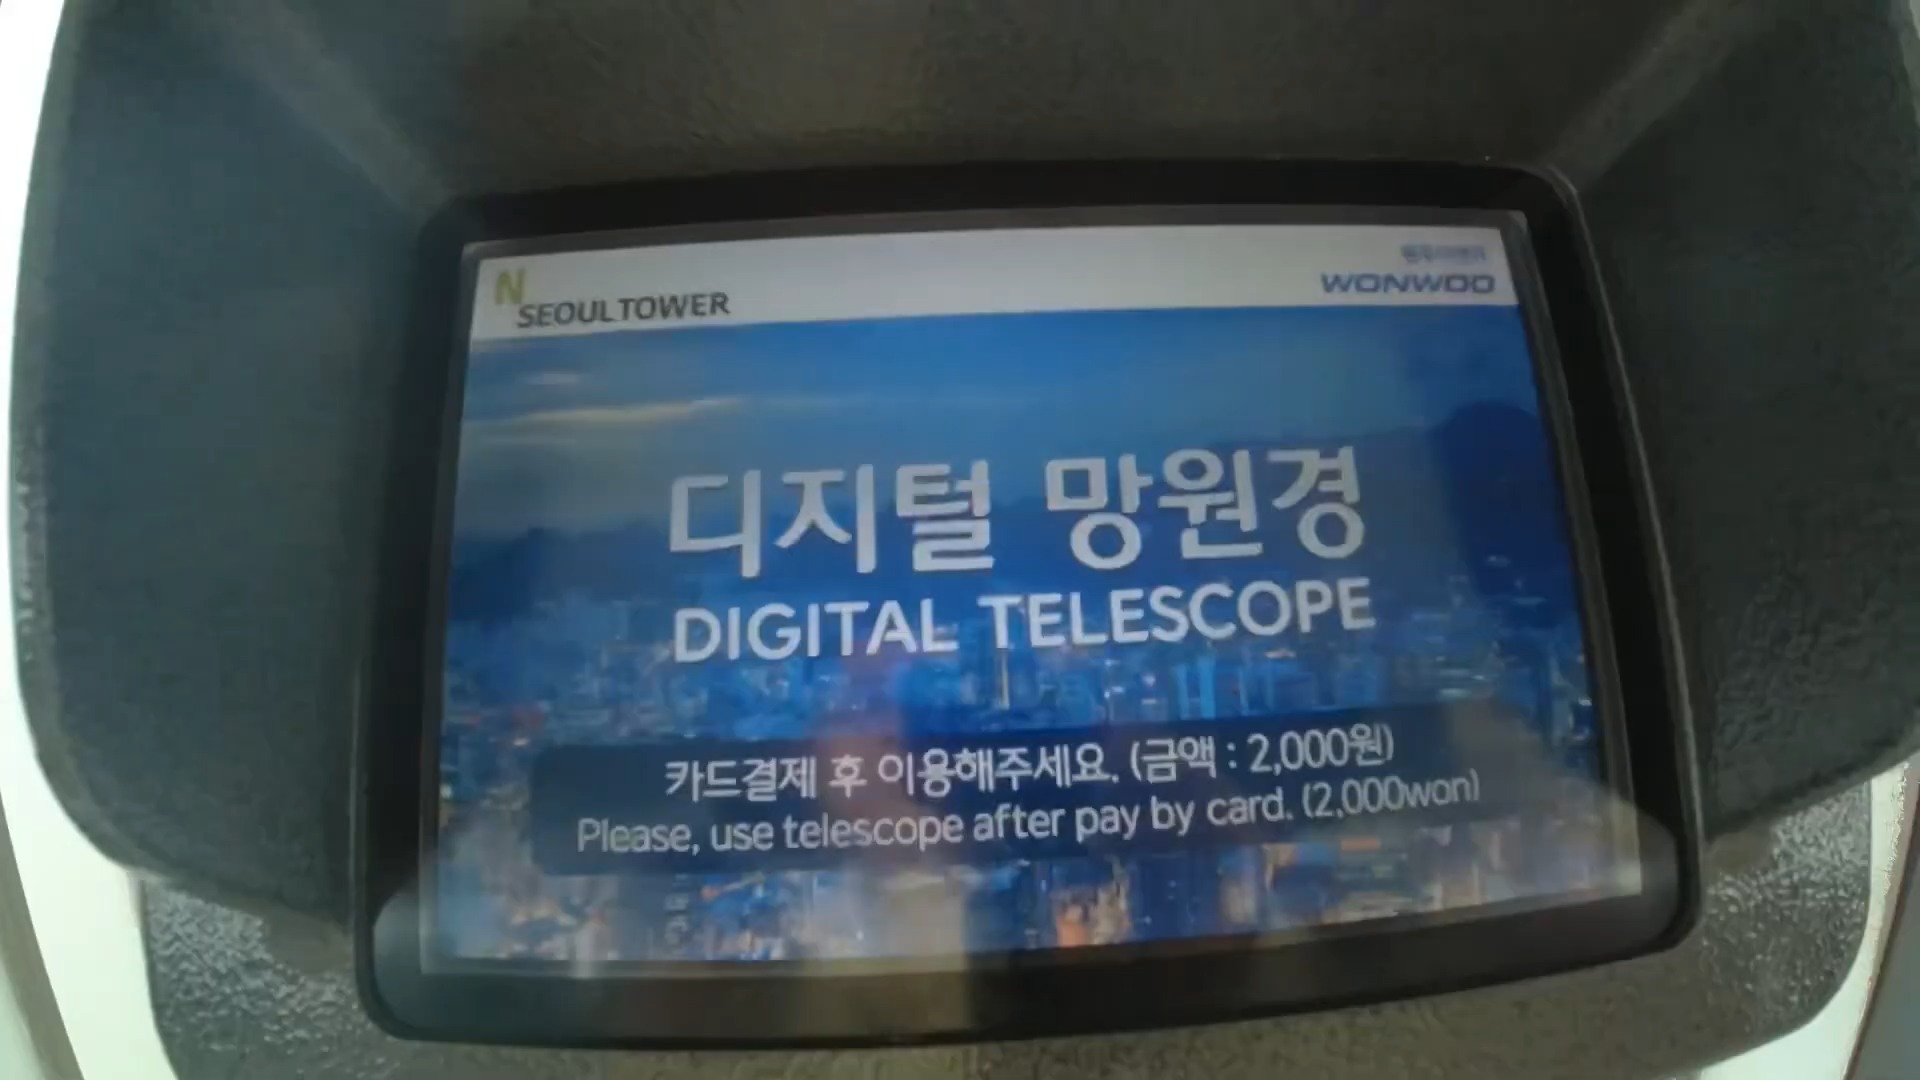 N
SEOULTOWER
WONWOO
디지털 망원경
DIGITAL TELESCOPE
카드결제 후 이용해주세요. (금액 : 2,000원)
Please, use telescope after pay by card. (2,000won)